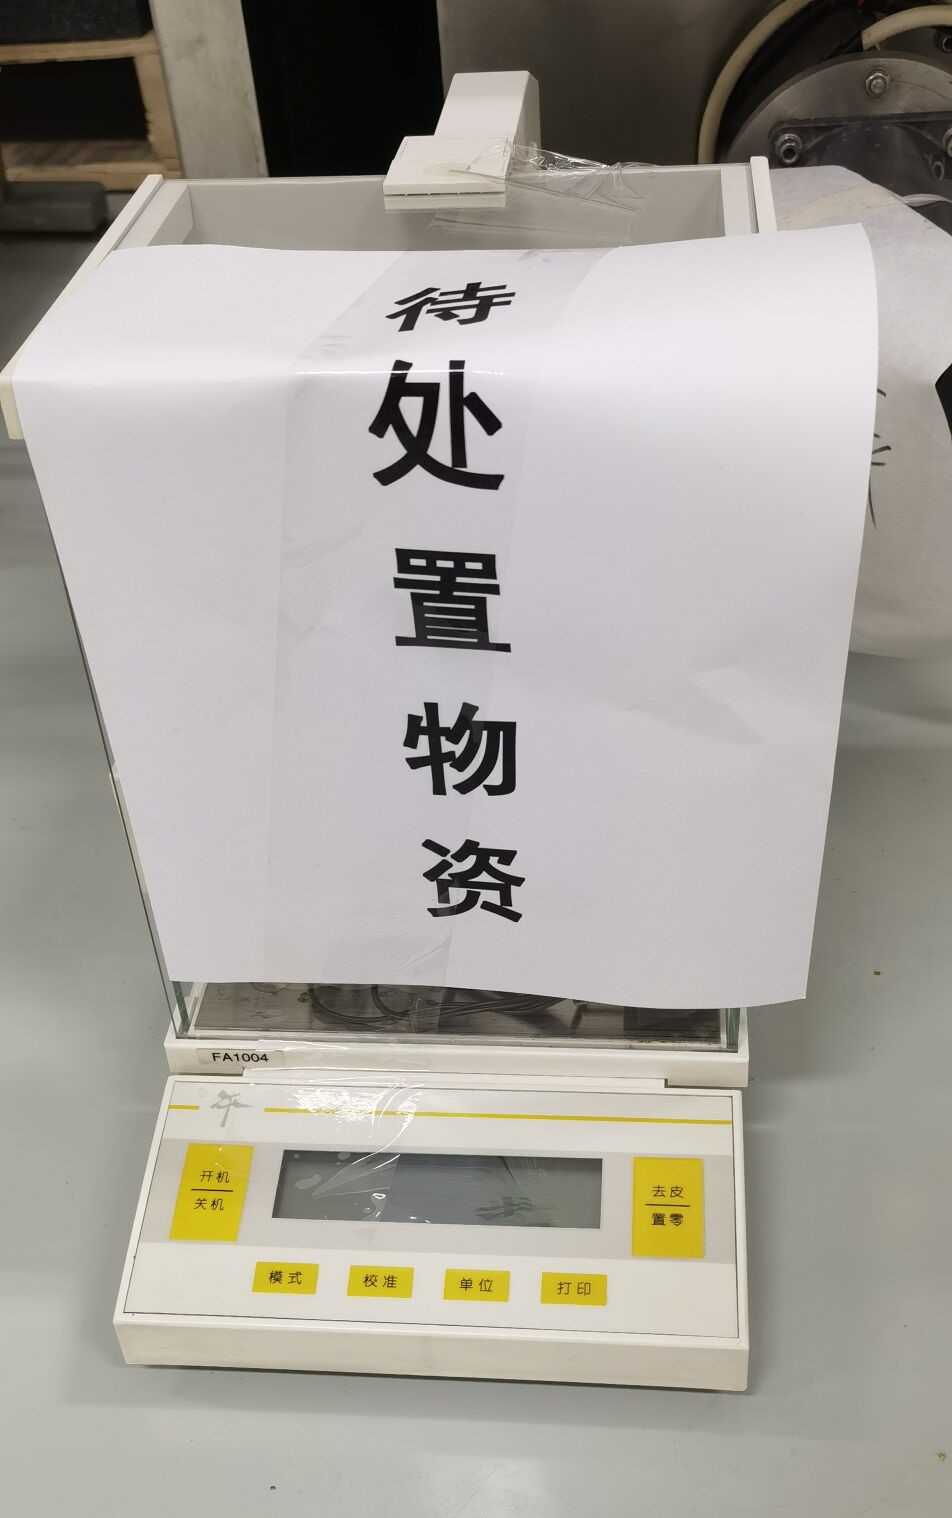 待
处
置
物
资
FA1004
开机
关机
去皮
置零
模式
校准
单位
打印